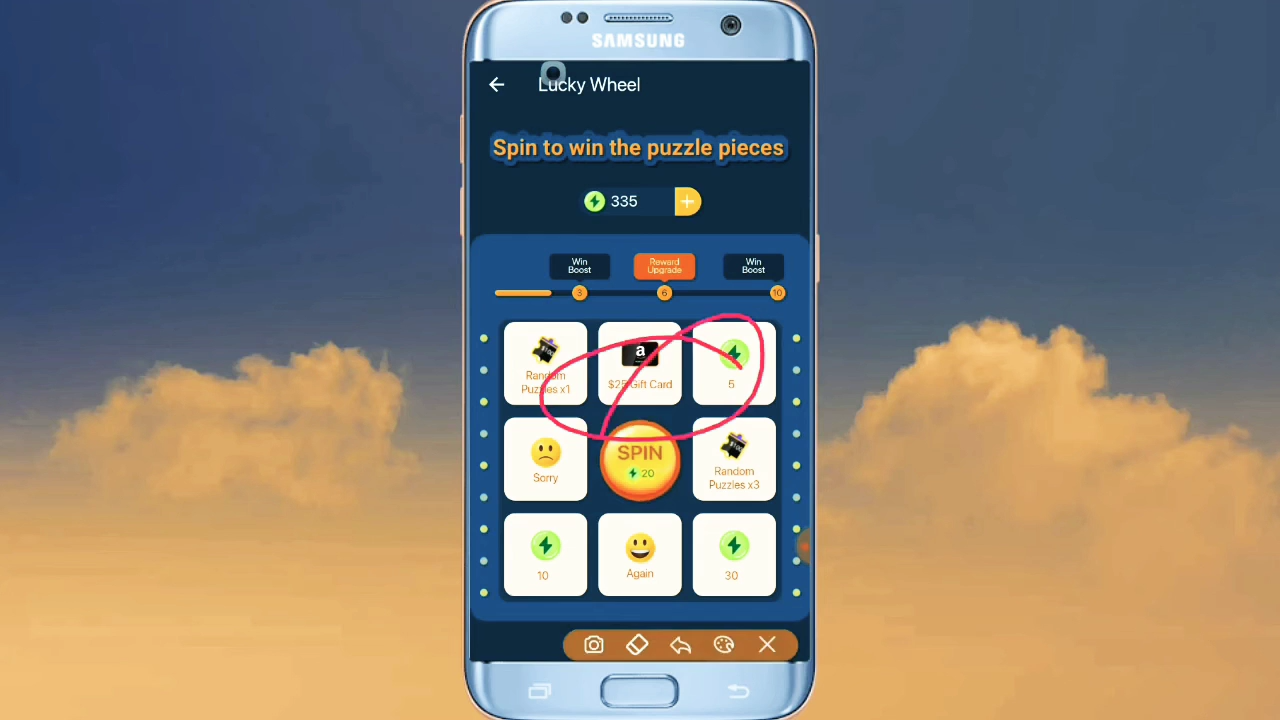 SAMSUNG
Lucky Wheel
Spin to win the puzzle pieces
335
Win
Boost
Reward
Upgrade
Win
Boost
3
6
10
Random
Puzzles x1
a
$25 Gift Card
5
Sorry
SPIN
20
Random
Puzzles x3
10
Again
30